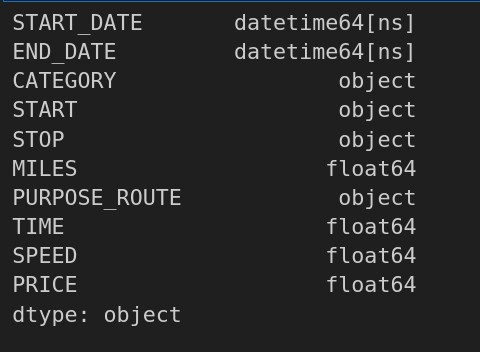 START_DATE datetime64[ns]
END_DATE datetime64[ns]
CATEGORY object
START object
STOP object
MILES float64
PURPOSE_ROUTE object
TIME float64
SPEED float64
PRICE float64
dtype: object